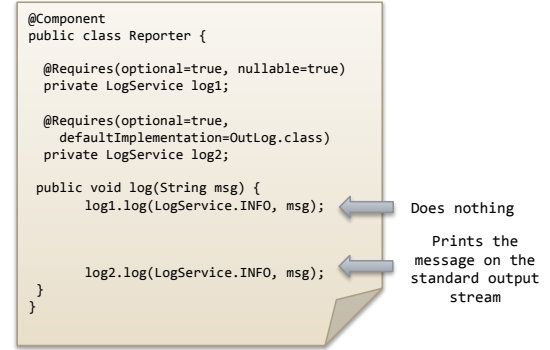 @Component
public class Reporter {
@Requires(optional=true, nullable=true)
private LogService log1;
@Requires(optional=true,
defaultImplementation=OutLog.class)
private LogService log2;
public void log(String msg) {
log1.log(LogService.INFO, msg);
Does nothing
log2.log(LogService.INFO, msg);
Prints the
message on the
standard output
stream
}
}